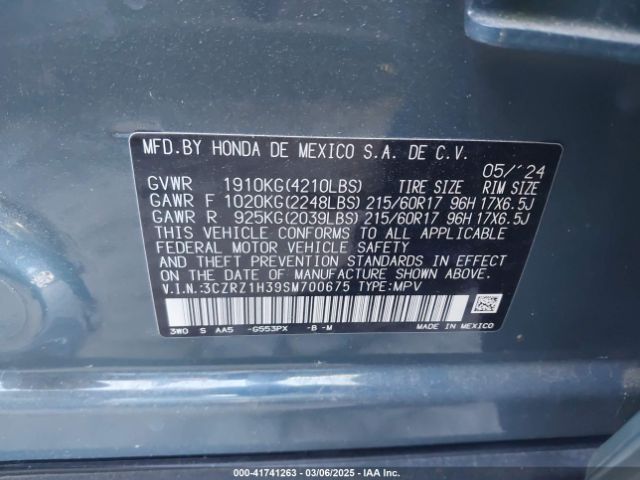 MFD.BY HONDA DE MEXICO S.A. DE C.V.
05/'24
GVWR 1910KG(4210LBS) TIRE SIZE RIM SIZE
GAWR F 1020KG(2248LBS) 215/60R17 96H 17X6.5J
GAWR R 925KG(2039LBS) 215/60R17 96H 17X6.5J
THIS VEHICLE CONFORMS TO ALL APPLICABLE
FEDERAL MOTOR VEHICLE SAFETY
AND THEFT PREVENTION STANDARDS IN EFFECT
ON THE DATE OF MANUFACTURE SHOWN ABOVE.
V.I.N.:3CZRZ1H39SM700675 TYPE:MPV
3W0 S AA5 -G553PX -B-M MADE IN MEXICO
000-41741263 - 03/06/2025 - IAAI.COM